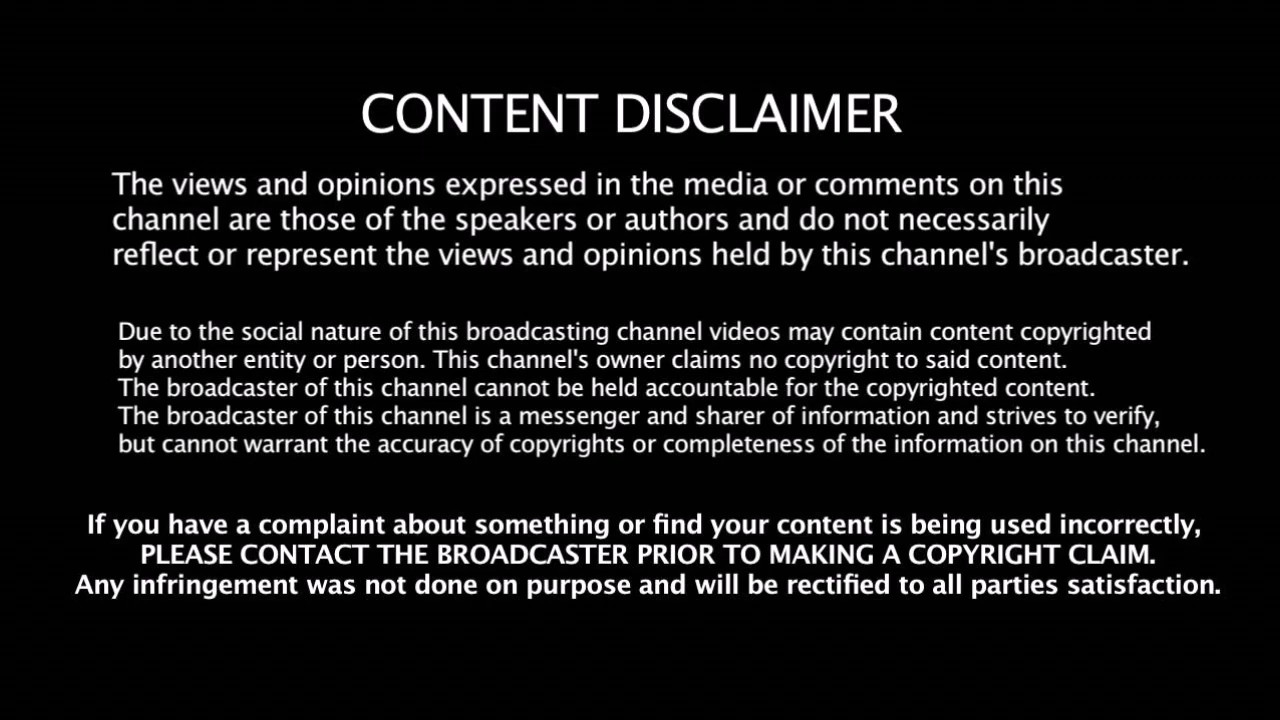 CONTENT DISCLAIMER
The views and opinions expressed in the media or comments on this
channel are those of the speakers or authors and do not necessarily
reflect or represent the views and opinions held by this channel's broadcaster.
Due to the social nature of this broadcasting channel videos may contain content copyrighted
by another entity or person. This channel's owner claims no copyright to said content.
The broadcaster of this channel cannot be held accountable for the copyrighted content.
The broadcaster of this channel is a messenger and sharer of information and strives to verify,
but cannot warrant the accuracy of copyrights or completeness of the information on this channel.
If you have a complaint about something or find your content is being used incorrectly,
PLEASE CONTACT THE BROADCASTER PRIOR TO MAKING A COPYRIGHT CLAIM.
Any infringement was not done on purpose and will be rectified to all parties satisfaction.